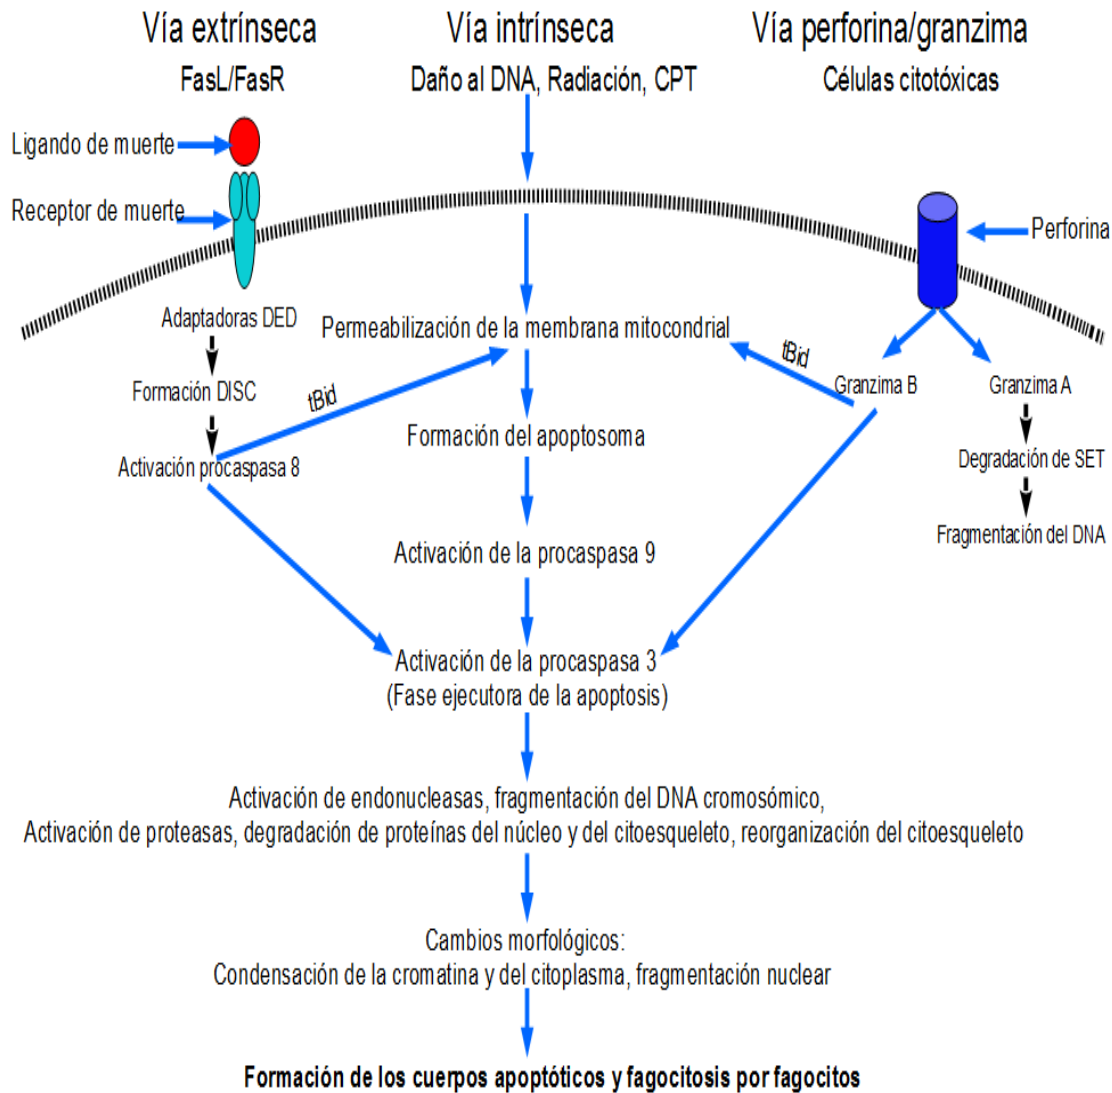 Vía extrínseca
FasL/FasR
Vía intrínseca
Daño al DNA, Radiación, CPT
Vía perforina/granzima
Células citotóxicas
Ligando de muerte
Receptor de muerte
Perforina
Adaptadoras DED
Formación DISC
Activación procaspasa 8
tBid
Permeabilización de la membrana mitocondrial
tBid
Formación del apoptosoma
Activación de la procaspasa 9
Granzima B
Granzima A
Degradación de SET
Fragmentación del DNA
Activación de la procaspasa 3
(Fase ejecutora de la apoptosis)
Activación de endonucleasas, fragmentación del DNA cromosómico,
Activación de proteasas, degradación de proteínas del núcleo y del citoesqueleto, reorganización del citoesqueleto
Cambios morfológicos:
Condensación de la cromatina y del citoplasma, fragmentación nuclear
Formación de los cuerpos apoptóticos y fagocitosis por fagocitos